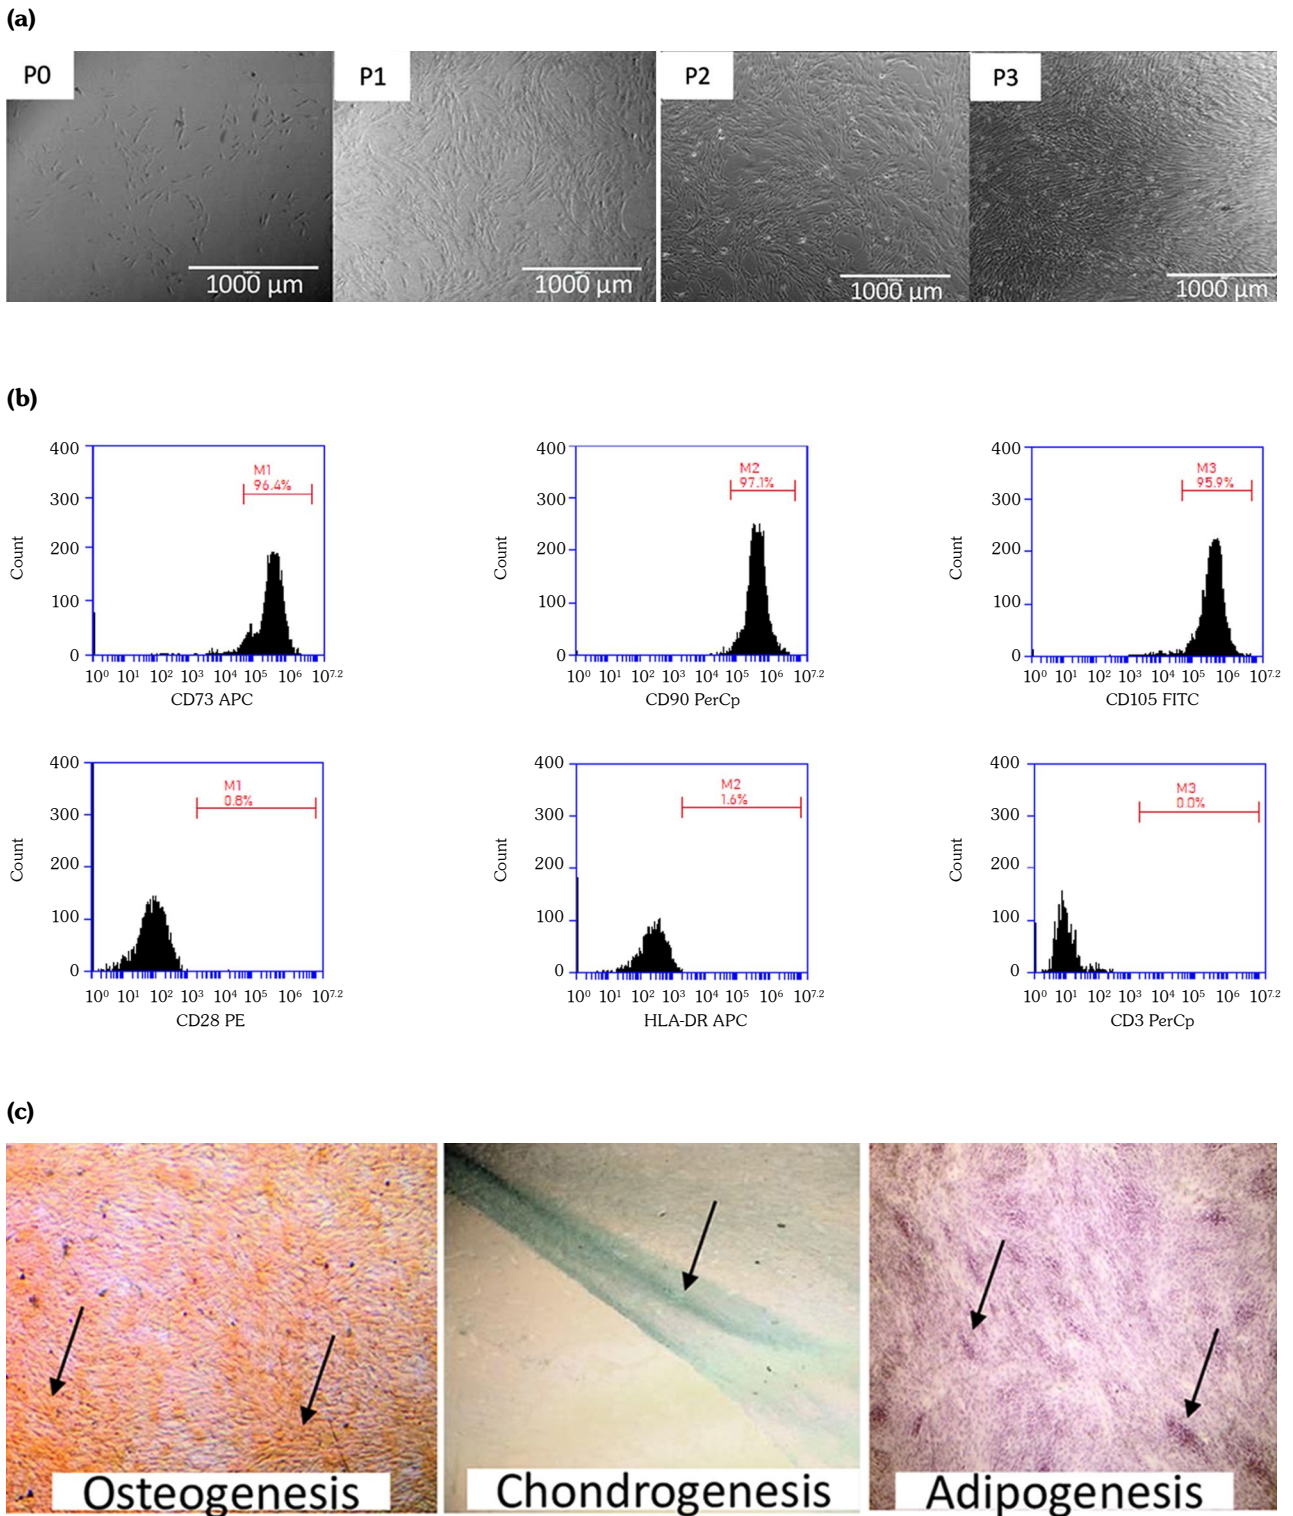 (a)
P0 P1 P2 P3
1000 µm 1000 µm 1000 µm 1000 µm
(b)
400 300 200 100 0
Count
M1
96.4%
10⁰ 10¹ 10² 10³ 10⁴ 10⁵ 10⁶ 10⁷·²
CD73 APC
400 300 200 100 0
Count
M2
97.1%
10⁰ 10¹ 10² 10³ 10⁴ 10⁵ 10⁶ 10⁷·²
CD90 PerCp
400 300 200 100 0
Count
M3
95.9%
10⁰ 10¹ 10² 10³ 10⁴ 10⁵ 10⁶ 10⁷·²
CD105 FITC
400 300 200 100 0
Count
M1
0.8%
10⁰ 10¹ 10² 10³ 10⁴ 10⁵ 10⁶ 10⁷·²
CD28 PE
400 300 200 100 0
Count
M2
1.6%
10⁰ 10¹ 10² 10³ 10⁴ 10⁵ 10⁶ 10⁷·²
HLA-DR APC
400 300 200 100 0
Count
M3
0.0%
10⁰ 10¹ 10² 10³ 10⁴ 10⁵ 10⁶ 10⁷·²
CD3 PerCp
(c)
Osteogenesis Chondrogenesis Adipogenesis